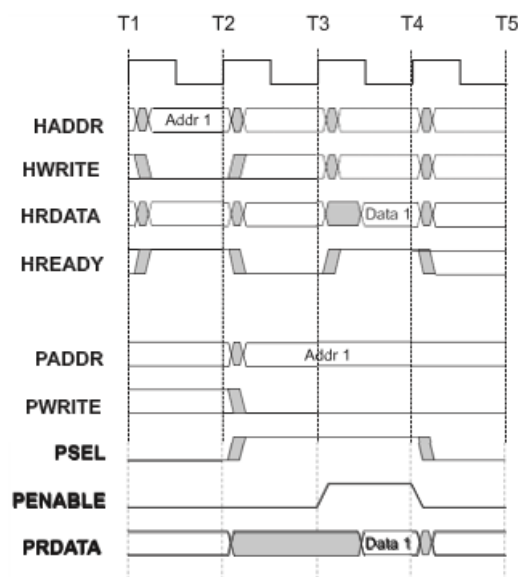 T1 T2 T3 T4 T5
HADDR Addr 1
HWRITE
HRDATA Data 1
HREADY
PADDR Addr 1
PWRITE
PSEL
PENABLE
PRDATA Data 1